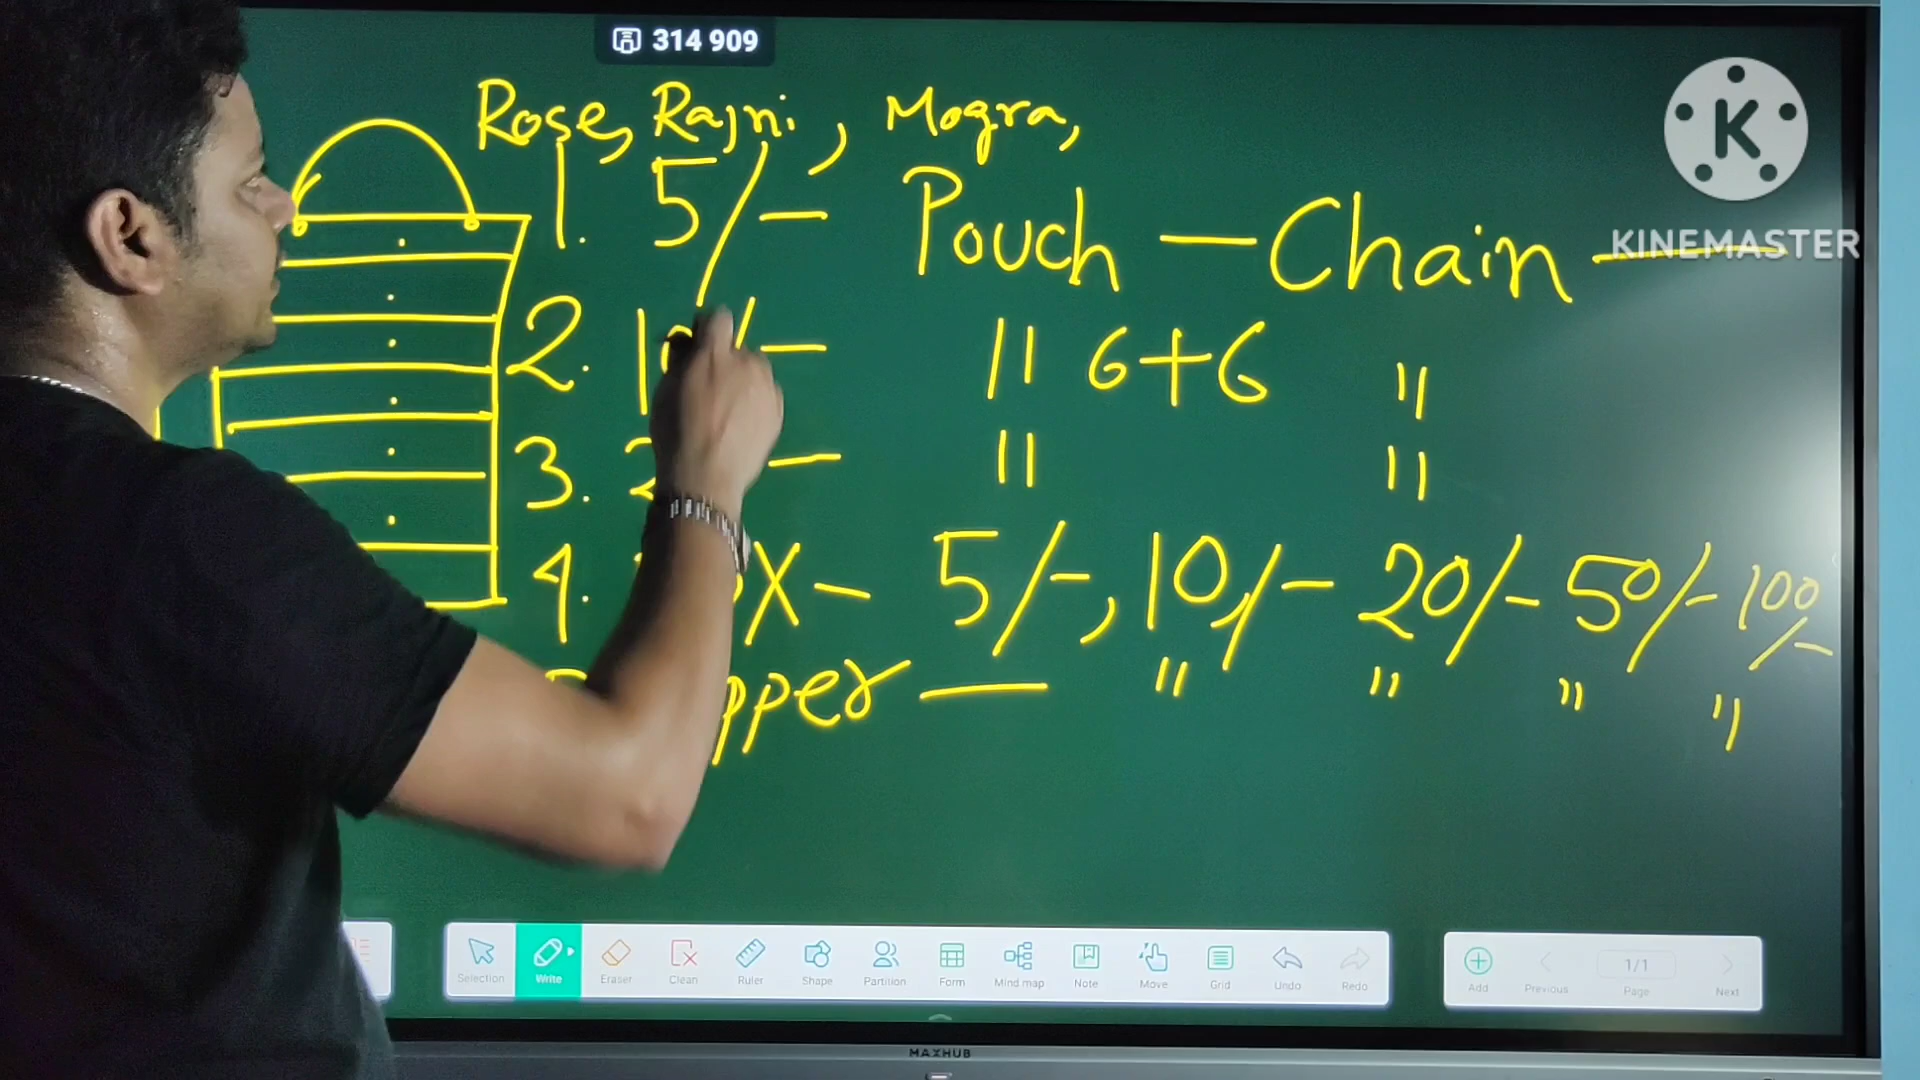 314 909
Rose, Rajni, Mogra,
1. 5/- Pouch - Chain -
2. 10/- 〃 6+6 〃
3. - 〃 〃
4. X - 5/-, 10/- 20/- 50/- 100/-
- 〃 〃 〃 〃
KINEMASTER
Selection Write Eraser Clean Ruler Shape Partition Form Mind map Note Move Grid Undo Redo
Add Previous 1/1 Page Next
MAXHUB